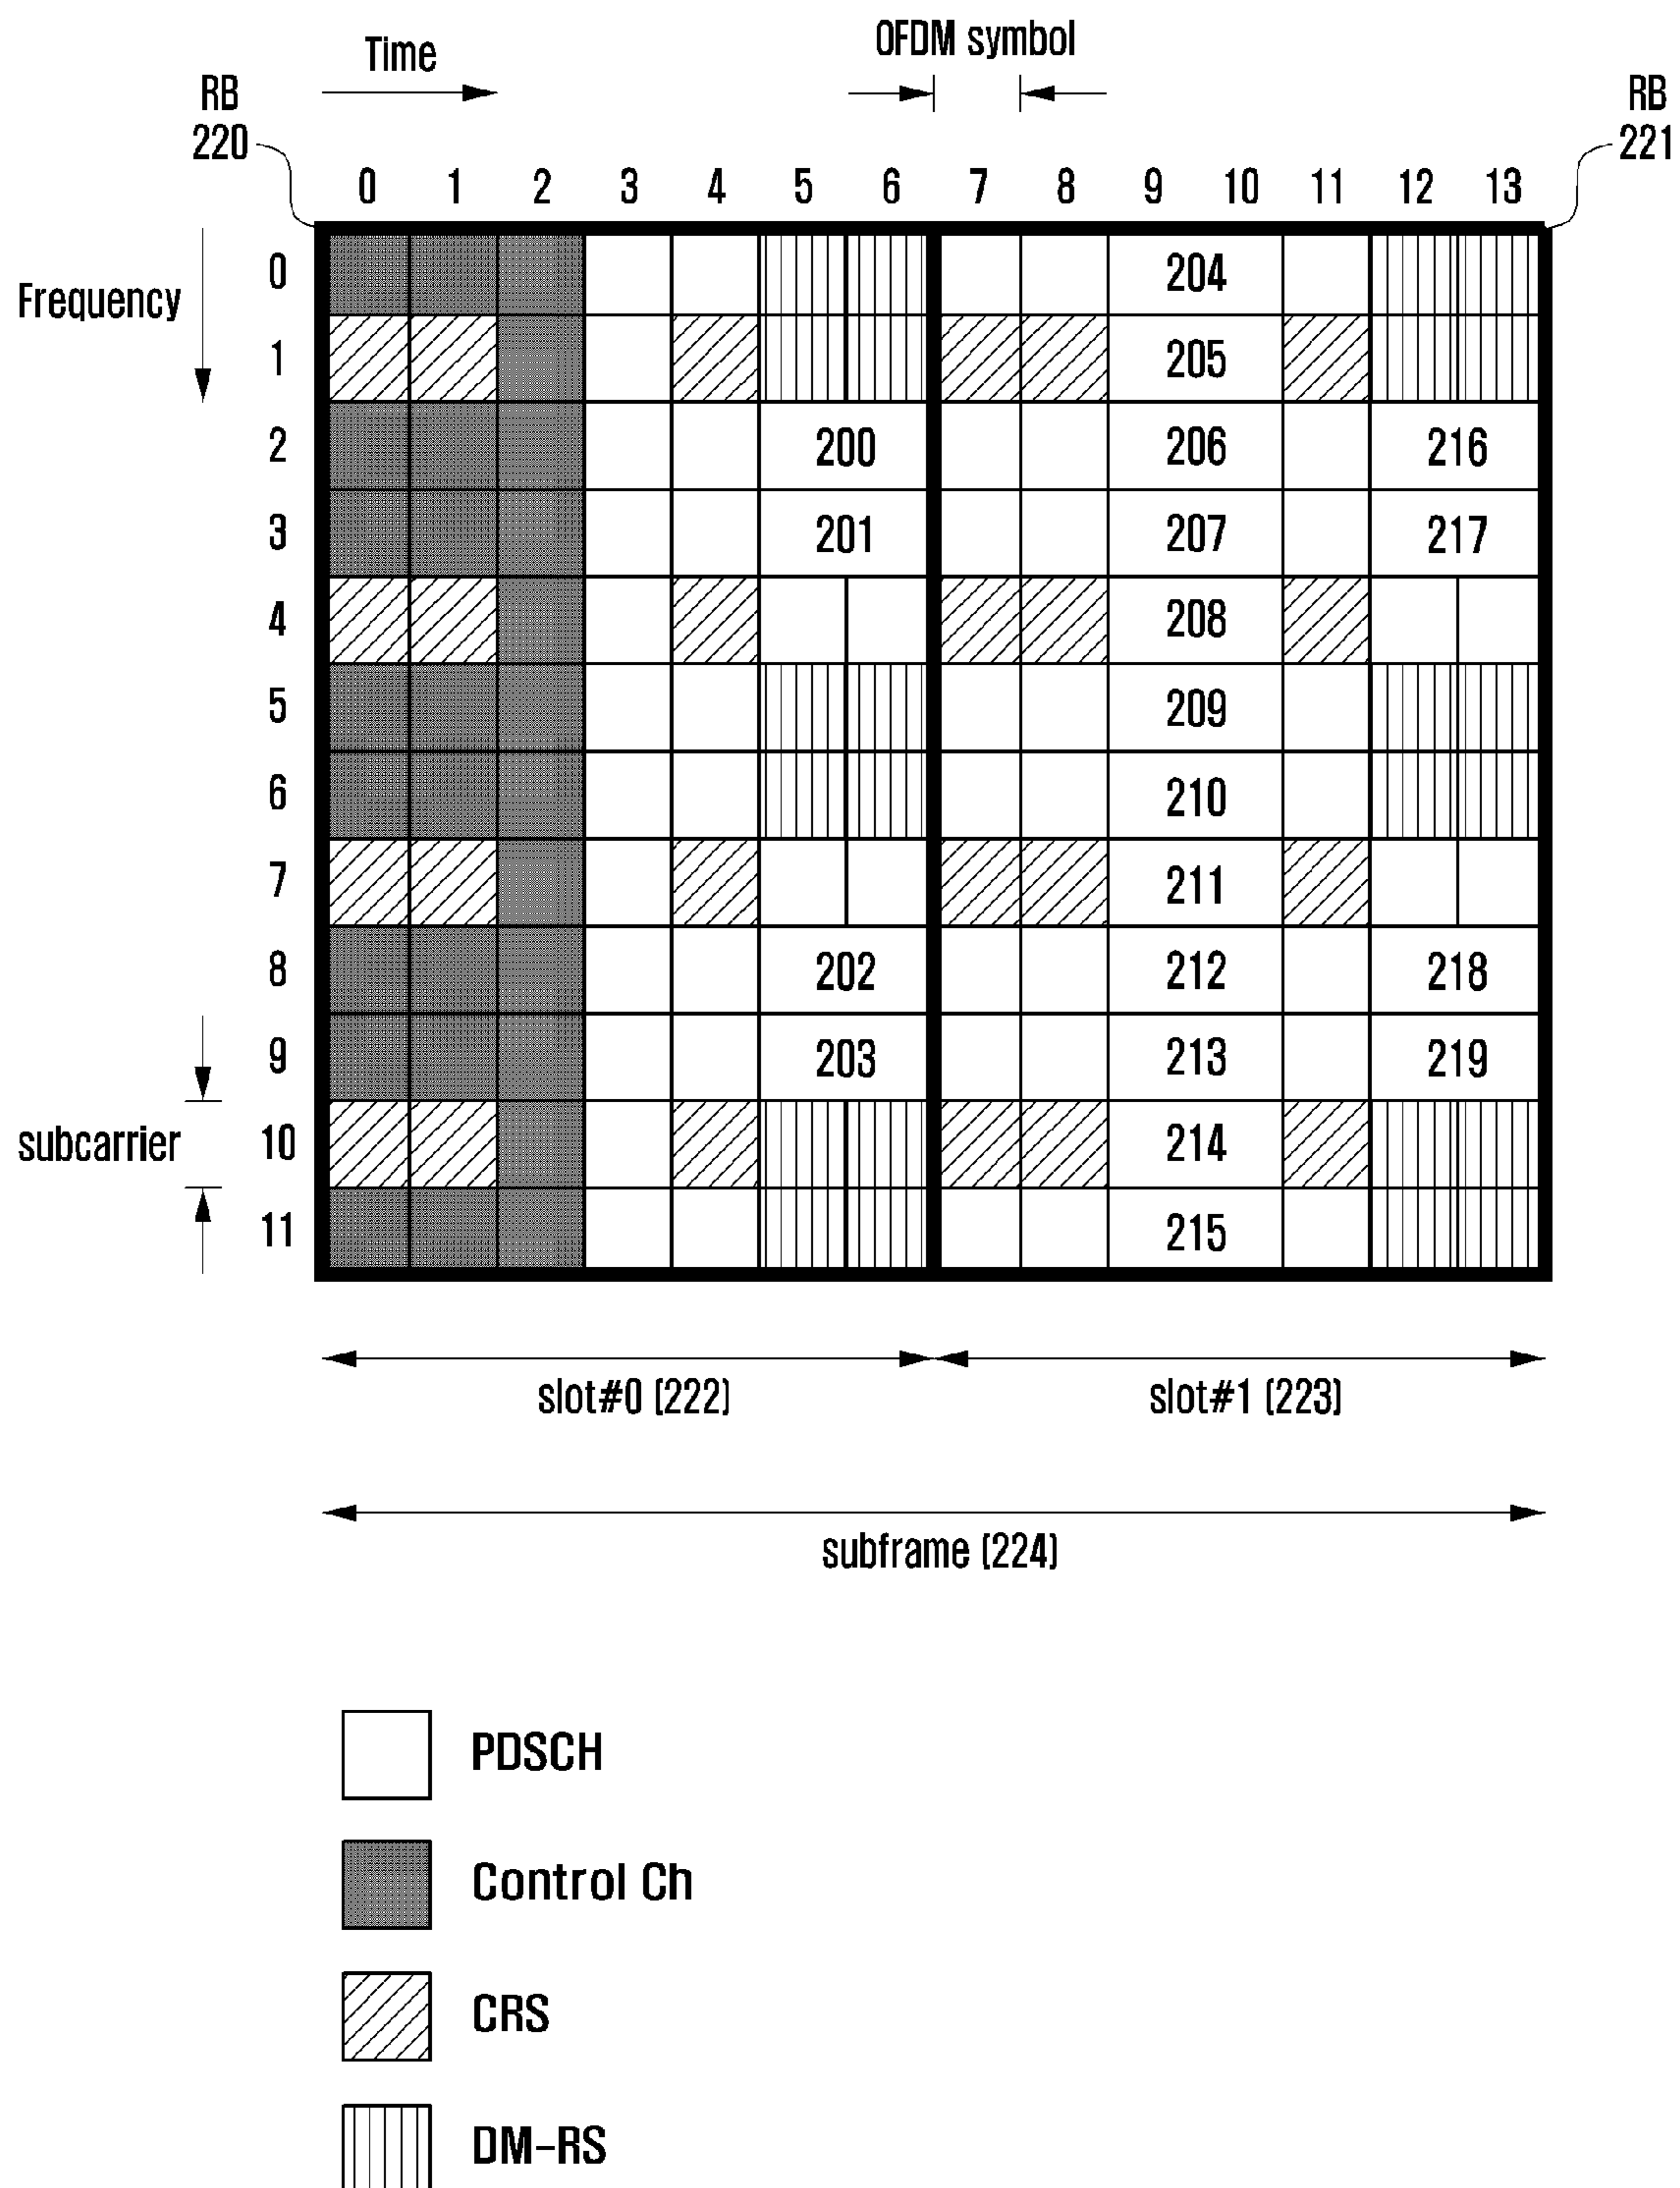 Time
OFDM symbol
RB
220
RB
221
0 1 2 3 4 5 6 7 8 9 10 11 12 13
Frequency
0 204
1 205
2 200 206 216
3 201 207 217
4 208
5 209
6 210
7 211
8 202 212 218
9 203 213 219
subcarrier
10 214
11 215
slot#0 (222)
slot#1 (223)
subframe (224)
PDSCH
Control Ch
CRS
DM-RS